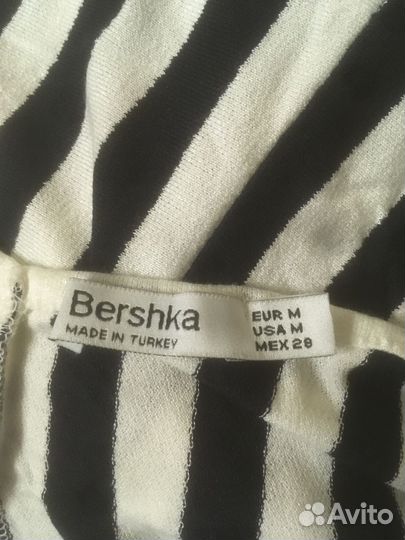 Bershka
MADE IN TURKEY
EUR M
USA M
MEX 28
Avito